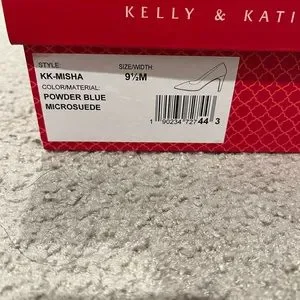 KELLY & KATI
STYLE: SIZE/WIDTH:
KK-MISHA 9½M
COLOR/MATERIAL:
POWDER BLUE
MICROSUEDE
1 90234 72744 3